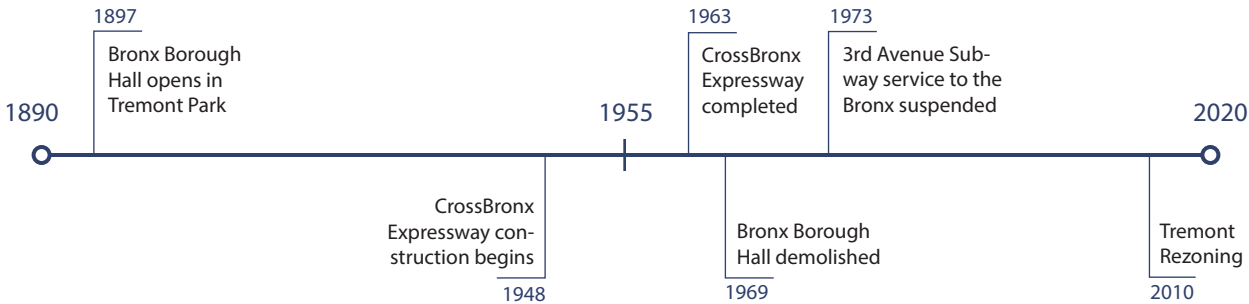 1897
Bronx Borough
Hall opens in
Tremont Park
1963
CrossBronx
Expressway
completed
1973
3rd Avenue Sub-
way service to the
Bronx suspended
1890
1955
2020
CrossBronx
Expressway con-
struction begins
1948
Bronx Borough
Hall demolished
1969
Tremont
Rezoning
2010